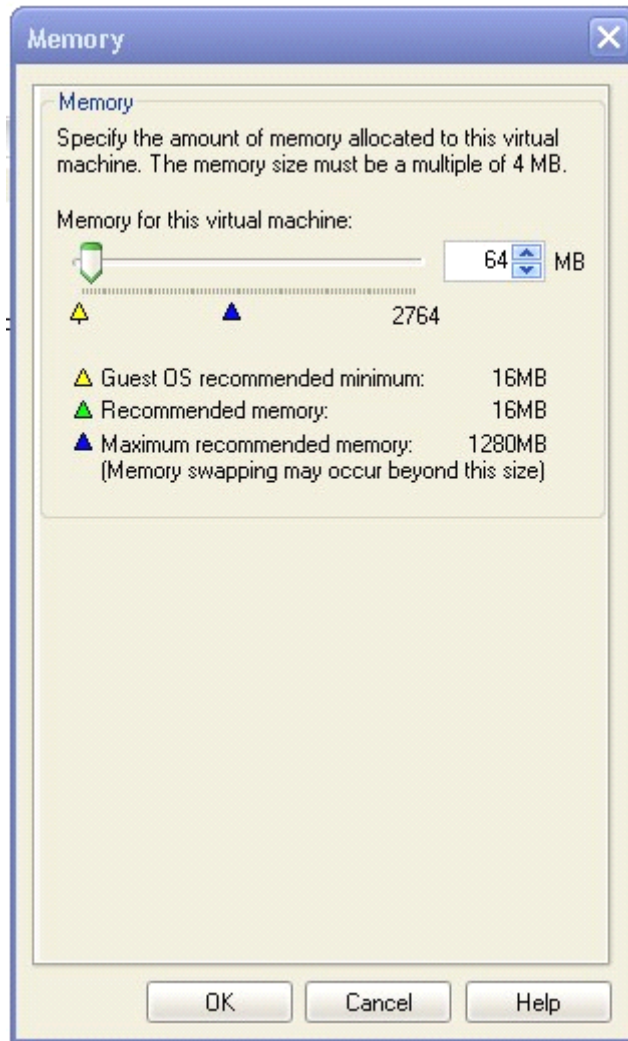 Memory
Memory
Specify the amount of memory allocated to this virtual
machine. The memory size must be a multiple of 4 MB.
Memory for this virtual machine:
64 MB
2764
Guest OS recommended minimum: 16MB
Recommended memory: 16MB
Maximum recommended memory: 1280MB
(Memory swapping may occur beyond this size)
OK Cancel Help